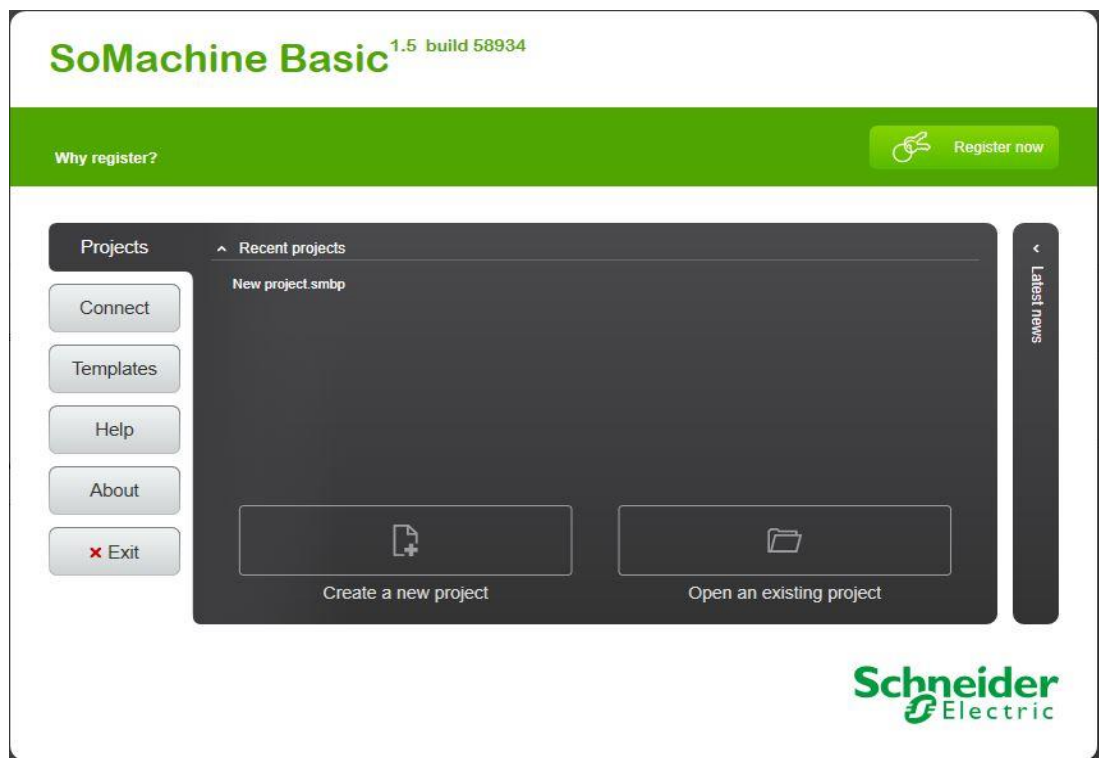 SoMachine Basic 1.5 build 58934
Why register?
Register now
Projects
Connect
Templates
Help
About
Exit
Recent projects
New project.smbp
Create a new project
Open an existing project
Latest news
Schneider
Electric